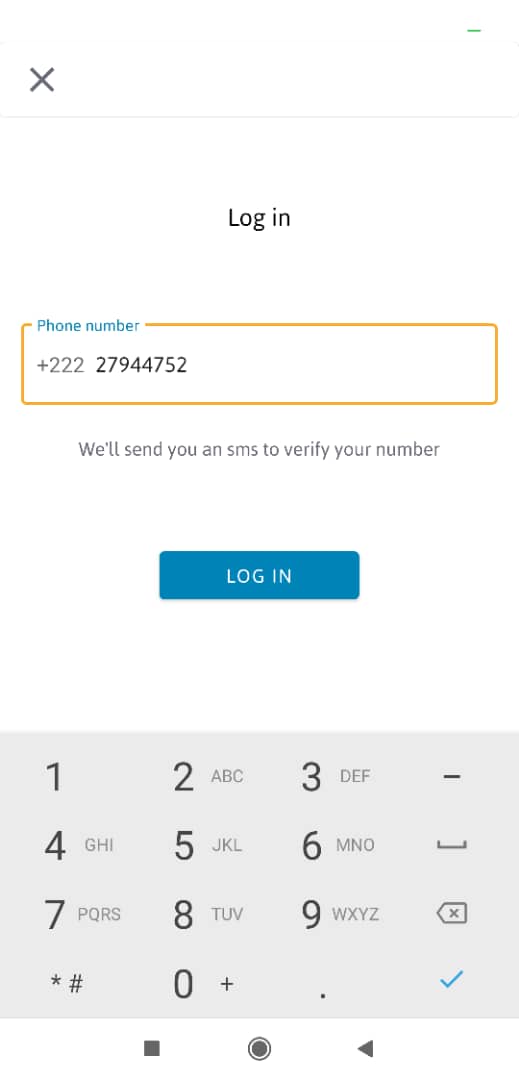 Log in
Phone number
+222 27944752
We'll send you an sms to verify your number
LOG IN
1 2 ABC 3 DEF –
4 GHI 5 JKL 6 MNO
7 PQRS 8 TUV 9 WXYZ
* # 0 + .